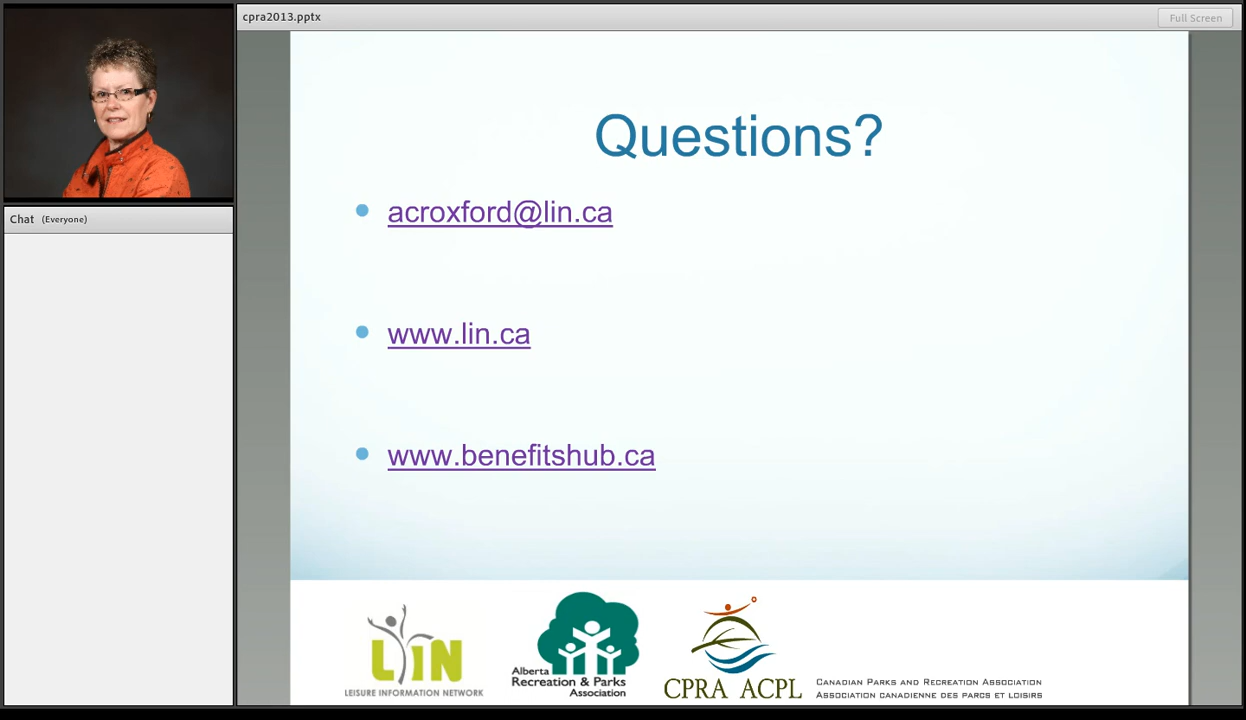 cpra2013.pptx
Full Screen
Chat (Everyone)
Questions?
acroxford@lin.ca
www.lin.ca
www.benefitshub.ca
LIN
LEISURE INFORMATION NETWORK
Alberta
Recreation & Parks
Association
CPRA ACPL
Canadian Parks and Recreation Association
Association canadienne des parcs et loisirs